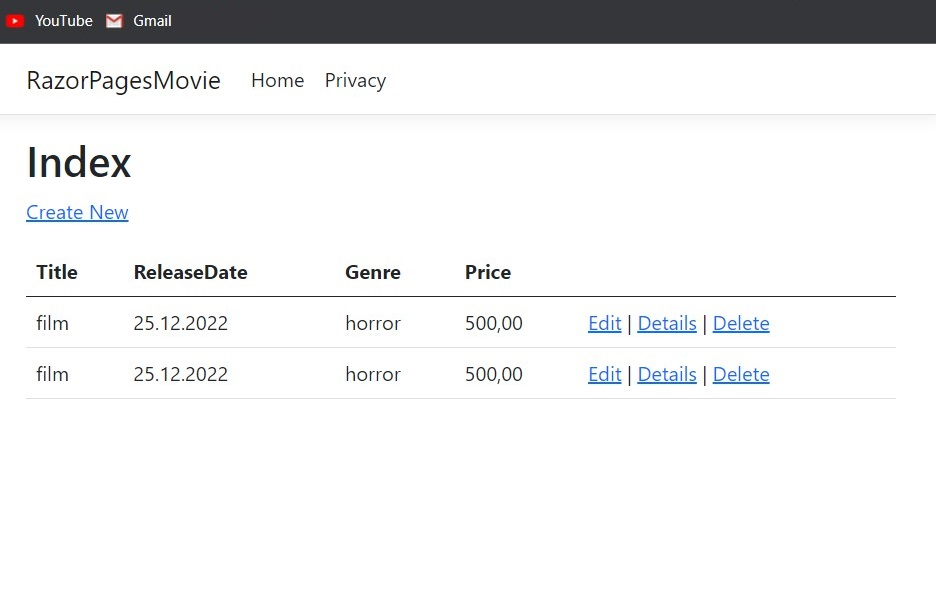 YouTube Gmail
RazorPagesMovie Home Privacy
Index
Create New
Title ReleaseDate Genre Price
film 25.12.2022 horror 500,00 Edit | Details | Delete
film 25.12.2022 horror 500,00 Edit | Details | Delete